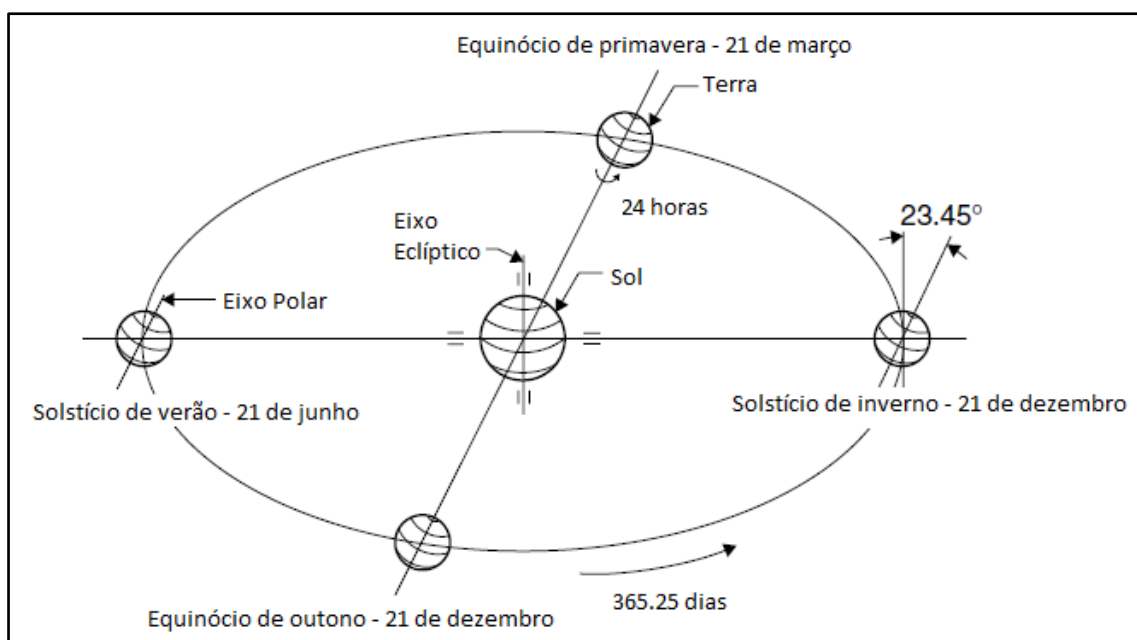 Equinócio de primavera - 21 de março
Terra
24 horas
23.45°
Eixo
Eclíptico
Sol
Eixo Polar
Solstício de verão - 21 de junho
Solstício de inverno - 21 de dezembro
365.25 dias
Equinócio de outono - 21 de dezembro